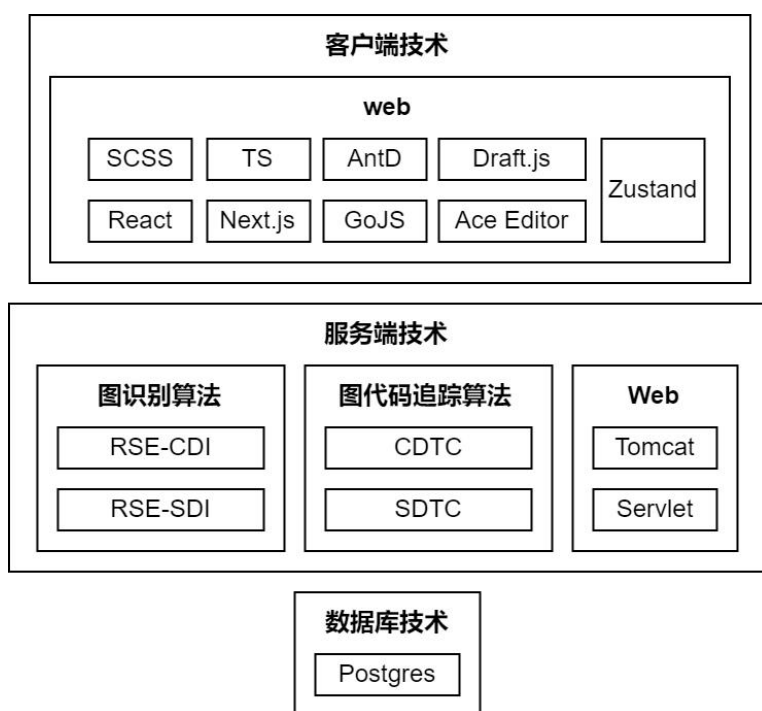 客户端技术
web
SCSS TS AntD Draft.js Zustand
React Next.js GoJS Ace Editor
服务端技术
图识别算法 图代码追踪算法 Web
RSE-CDI CDTC Tomcat
RSE-SDI SDTC Servlet
数据库技术
Postgres